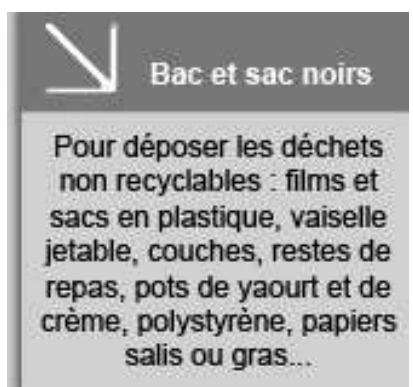 Bac et sac noirs
Pour déposer les déchets
non recyclables : films et
sacs en plastique, vaiselle
jetable, couches, restes de
repas, pots de yaourt et de
crème, polystyrène, papiers
salis ou gras...